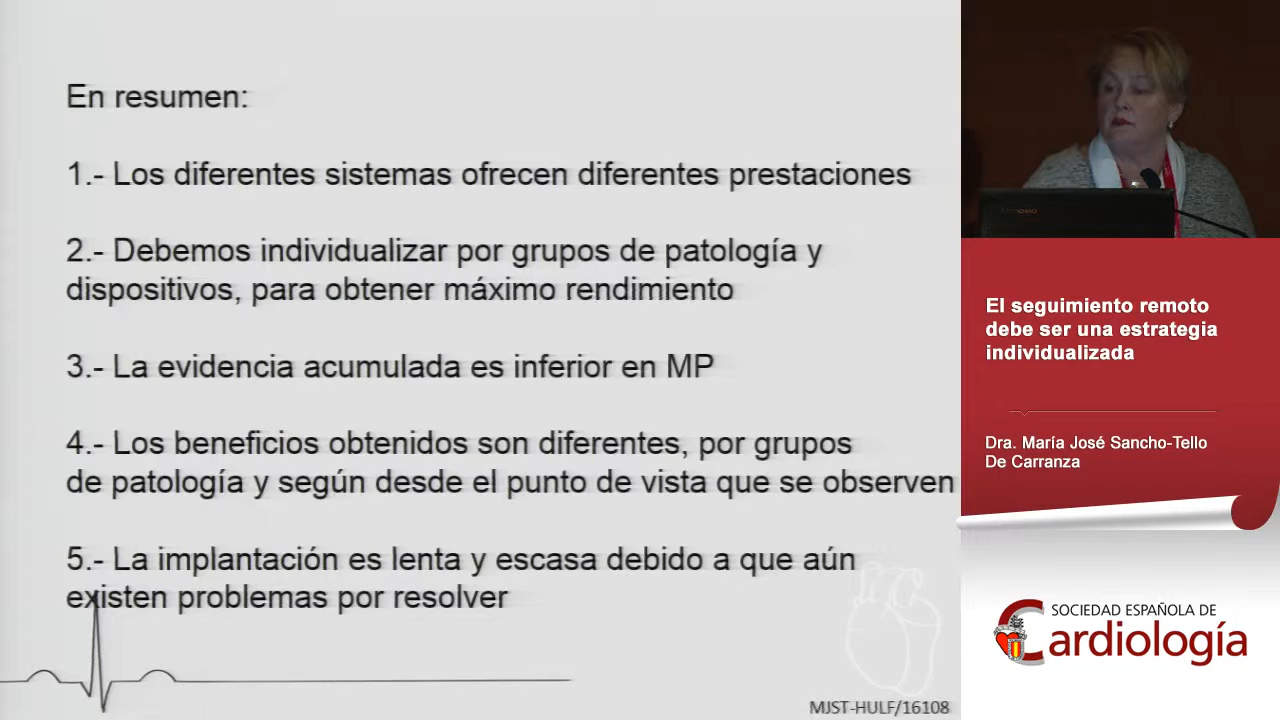 En resumen:
1.- Los diferentes sistemas ofrecen diferentes prestaciones
2.- Debemos individualizar por grupos de patología y
dispositivos, para obtener máximo rendimiento
3.- La evidencia acumulada es inferior en MP
4.- Los beneficios obtenidos son diferentes, por grupos
de patología y según desde el punto de vista que se observen
5.- La implantación es lenta y escasa debido a que aún
existen problemas por resolver
MJST-HULF/16108
El seguimiento remoto
debe ser una estrategia
individualizada
Dra. María José Sancho-Tello
De Carranza
SOCIEDAD ESPAÑOLA DE
Cardiología